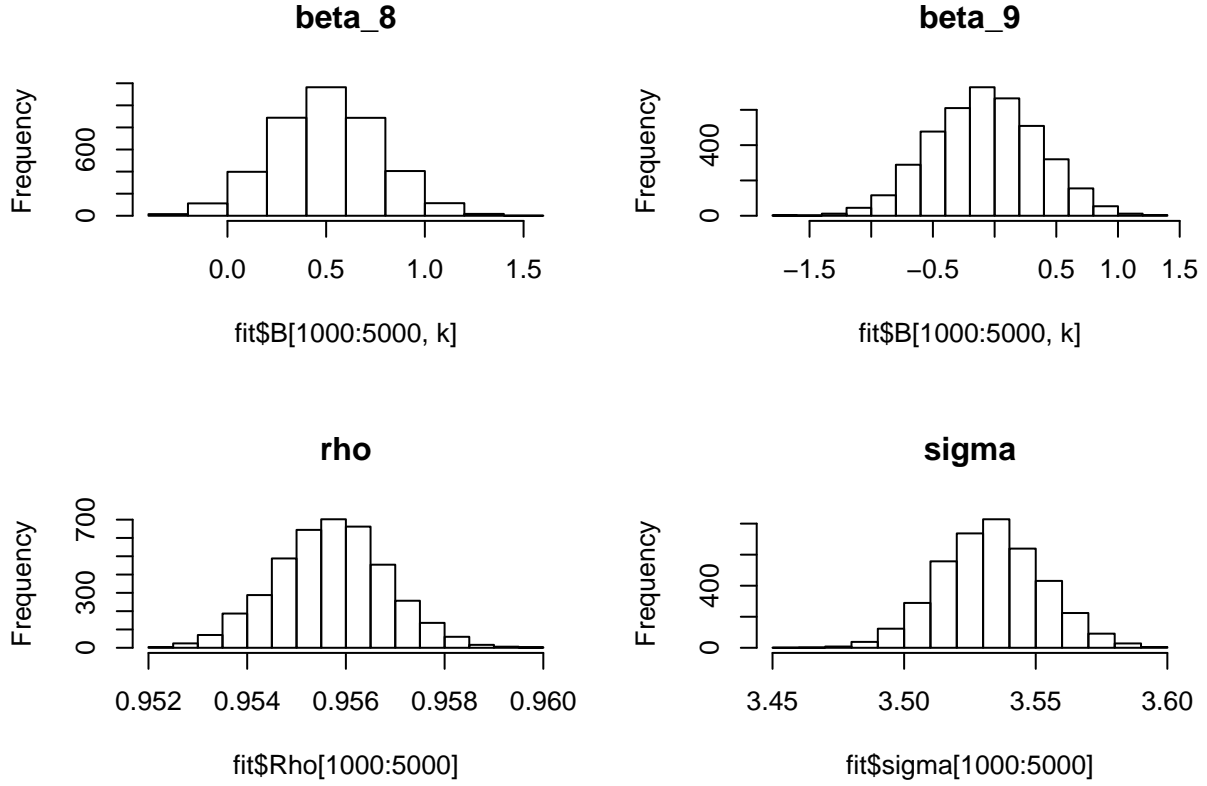 beta_8
Frequency
0 600
0.0 0.5 1.0 1.5
fit$B[1000:5000, k]
beta_9
Frequency
0 400
−1.5 −0.5 0.5 1.0 1.5
fit$B[1000:5000, k]
rho
Frequency
0 300 700
0.952 0.954 0.956 0.958 0.960
fit$Rho[1000:5000]
sigma
Frequency
0 400
3.45 3.50 3.55 3.60
fit$sigma[1000:5000]